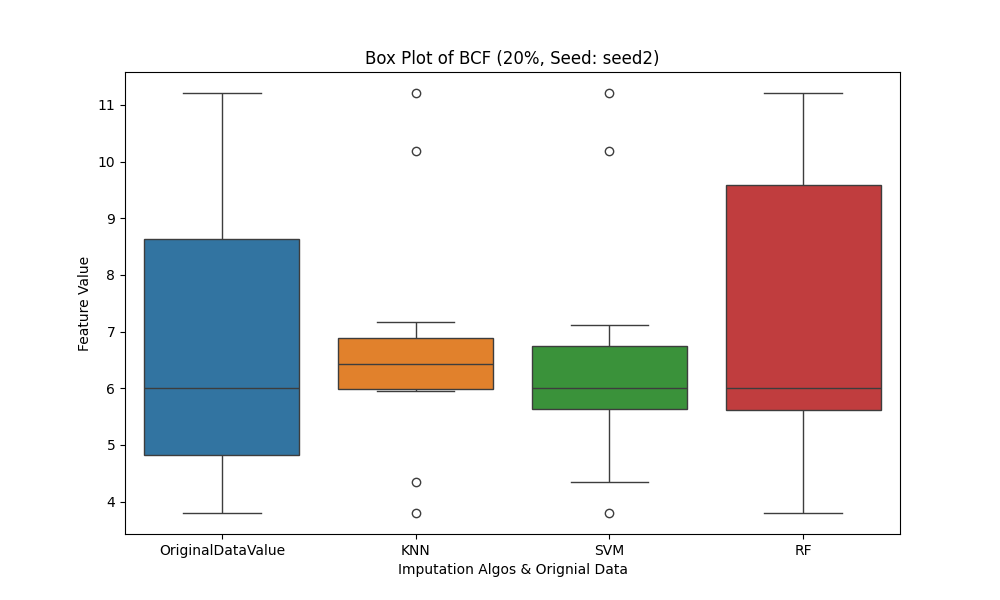 Box Plot of BCF (20%, Seed: seed2)
Feature Value
11
10
9
8
7
6
5
4
OriginalDataValue
KNN
SVM
RF
Imputation Algos & Orignial Data